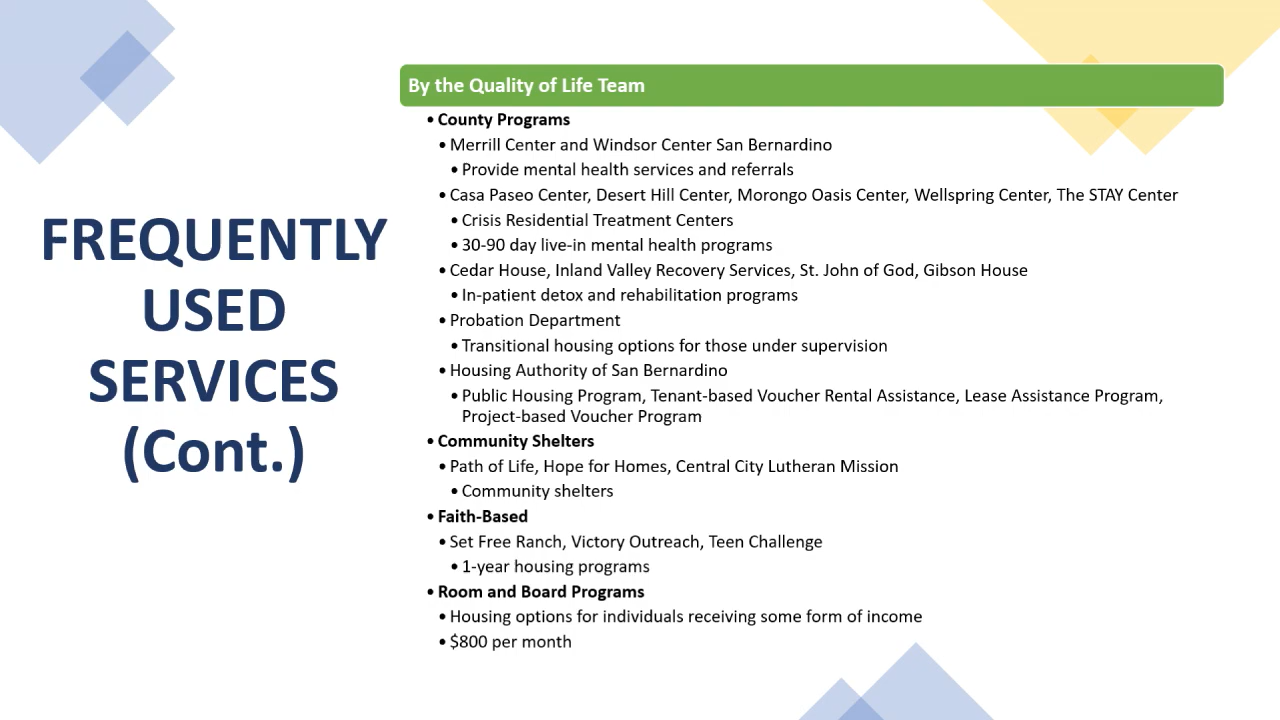 FREQUENTLY
USED
SERVICES
(Cont.)
By the Quality of Life Team
• County Programs
• Merrill Center and Windsor Center San Bernardino
• Provide mental health services and referrals
• Casa Paseo Center, Desert Hill Center, Morongo Oasis Center, Wellspring Center, The STAY Center
• Crisis Residential Treatment Centers
• 30-90 day live-in mental health programs
• Cedar House, Inland Valley Recovery Services, St. John of God, Gibson House
• In-patient detox and rehabilitation programs
• Probation Department
• Transitional housing options for those under supervision
• Housing Authority of San Bernardino
• Public Housing Program, Tenant-based Voucher Rental Assistance, Lease Assistance Program,
Project-based Voucher Program
• Community Shelters
• Path of Life, Hope for Homes, Central City Lutheran Mission
• Community shelters
• Faith-Based
• Set Free Ranch, Victory Outreach, Teen Challenge
• 1-year housing programs
• Room and Board Programs
• Housing options for individuals receiving some form of income
• $800 per month